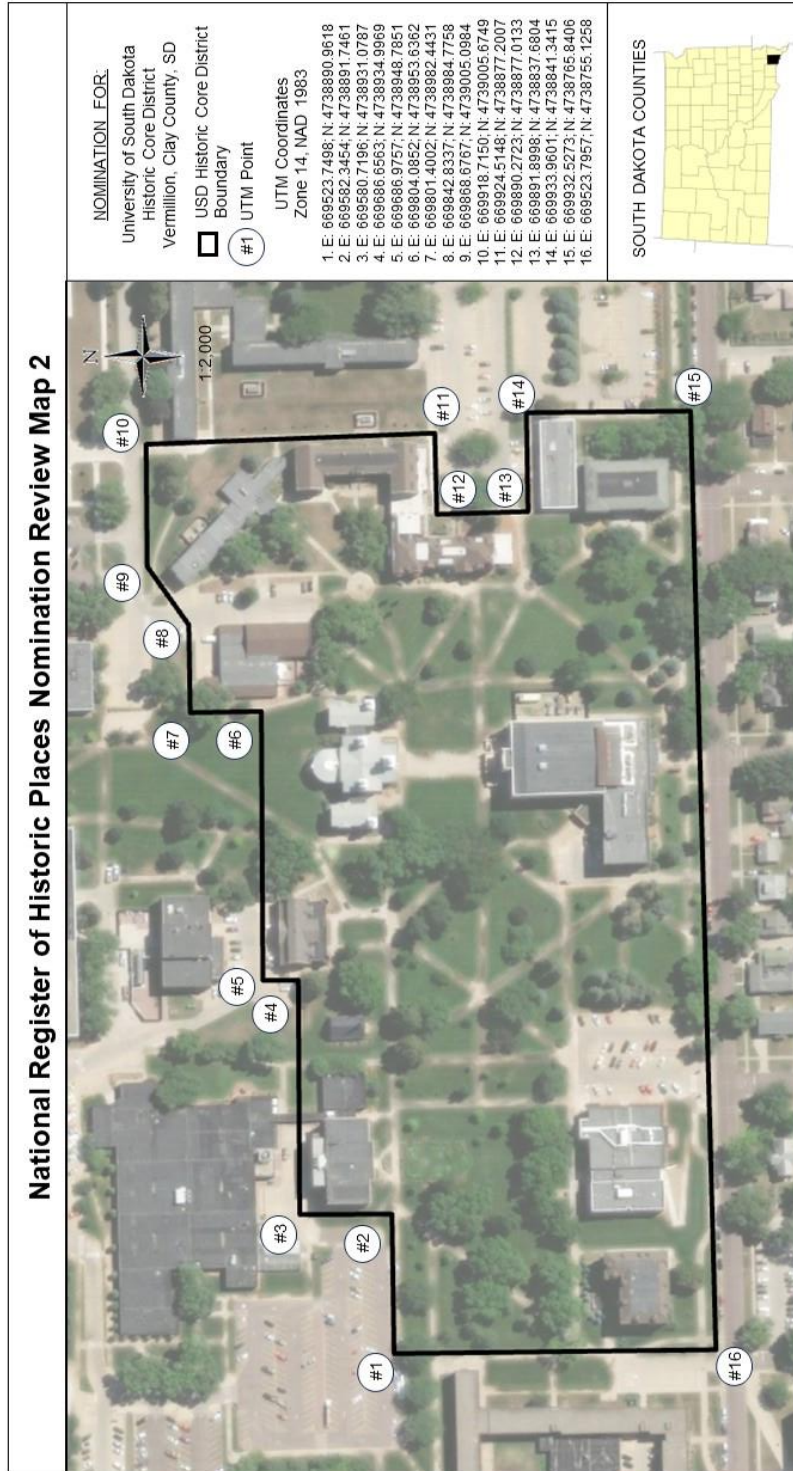 National Register of Historic Places Nomination Review Map 2
NOMINATION FOR:
University of South Dakota
Historic Core District
Vermillion, Clay County, SD
USD Historic Core District
Boundary
#1 UTM Point
UTM Coordinates
Zone 14, NAD 1983
1. E: 669523.7498; N: 4738890.9618
2. E: 669582.3454; N: 4738891.7461
3. E: 669580.7196; N: 4738931.0787
4. E: 669686.6563; N: 4738934.9969
5. E: 669686.9757; N: 4738948.7851
6. E: 669804.0852; N: 4738953.6362
7. E: 669801.4002; N: 4738982.4431
8. E: 669842.8337; N: 4738984.7758
9. E: 669868.6767; N: 4739005.0984
10. E: 669918.7150; N: 4739005.6749
11. E: 669924.5148; N: 4738877.2007
12. E: 669890.2723; N: 4738877.0133
13. E: 669891.8998; N: 4738837.6804
14. E: 669933.9601; N: 4738841.3415
15. E: 669932.5273; N: 4738765.8406
16. E: 669523.7957; N: 4738755.1258
SOUTH DAKOTA COUNTIES
N
1:2,000
#1
#2
#3
#4
#5
#6
#7
#8
#9
#10
#11
#12
#13
#14
#15
#16